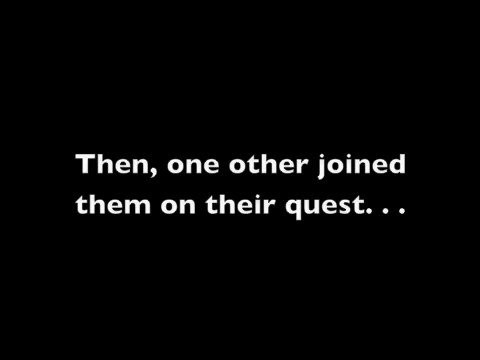 Then, one other joined
them on their quest. . .